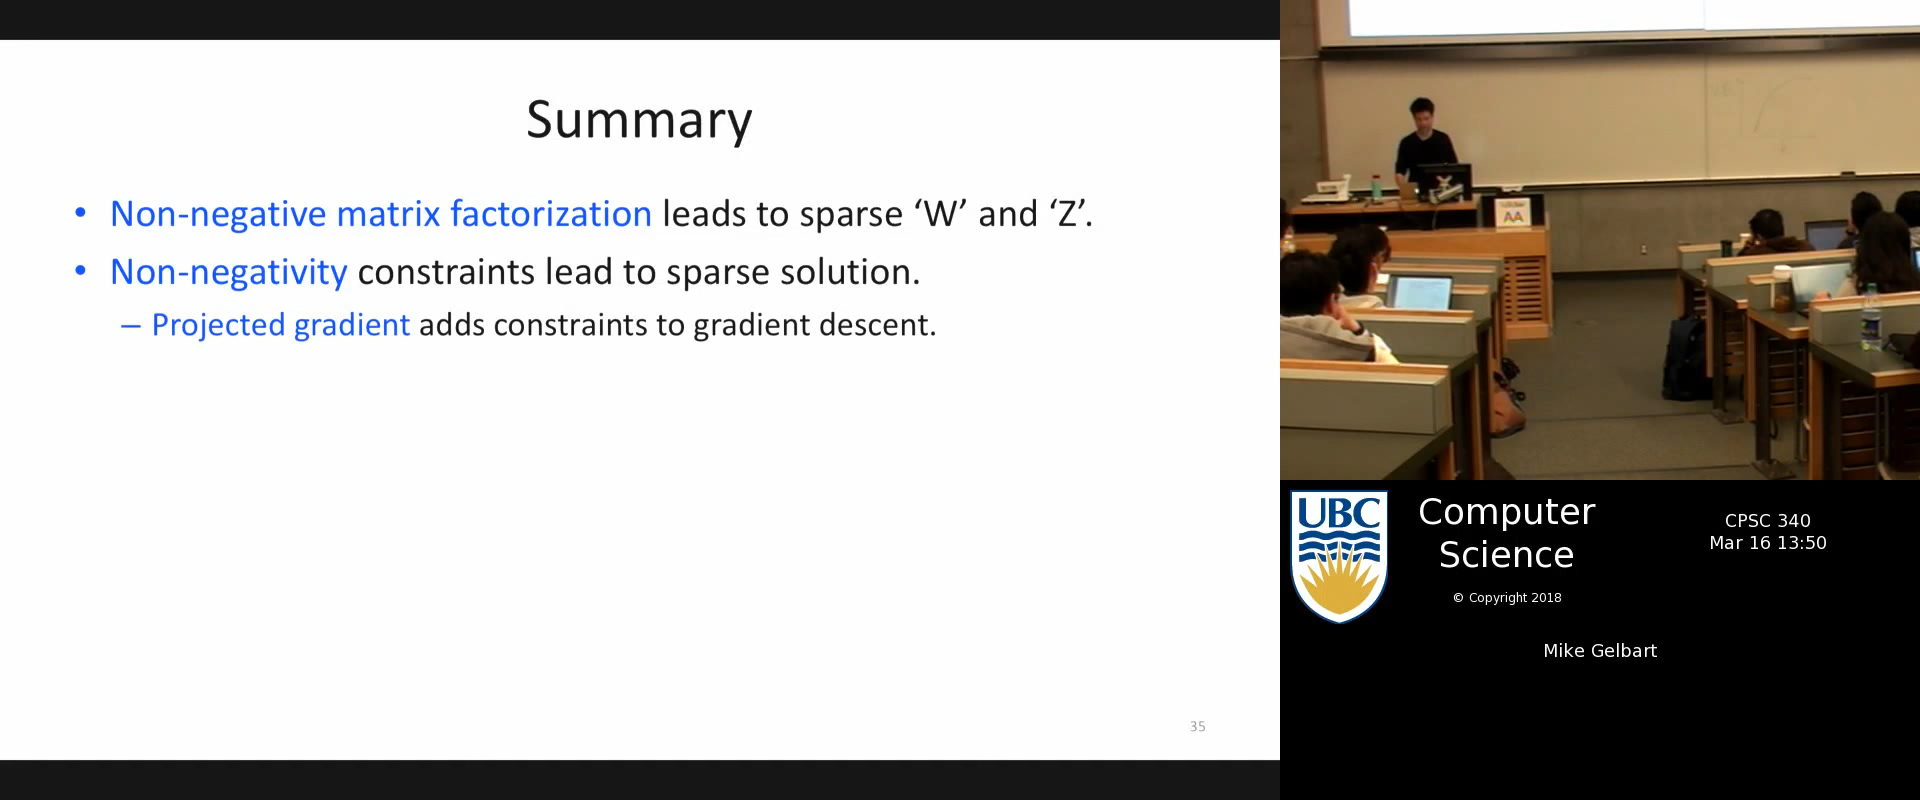 Summary
• Non-negative matrix factorization leads to sparse ‘W’ and ‘Z’.
• Non-negativity constraints lead to sparse solution.
– Projected gradient adds constraints to gradient descent.
35
UBC
Computer
Science
© Copyright 2018
CPSC 340
Mar 16 13:50
Mike Gelbart